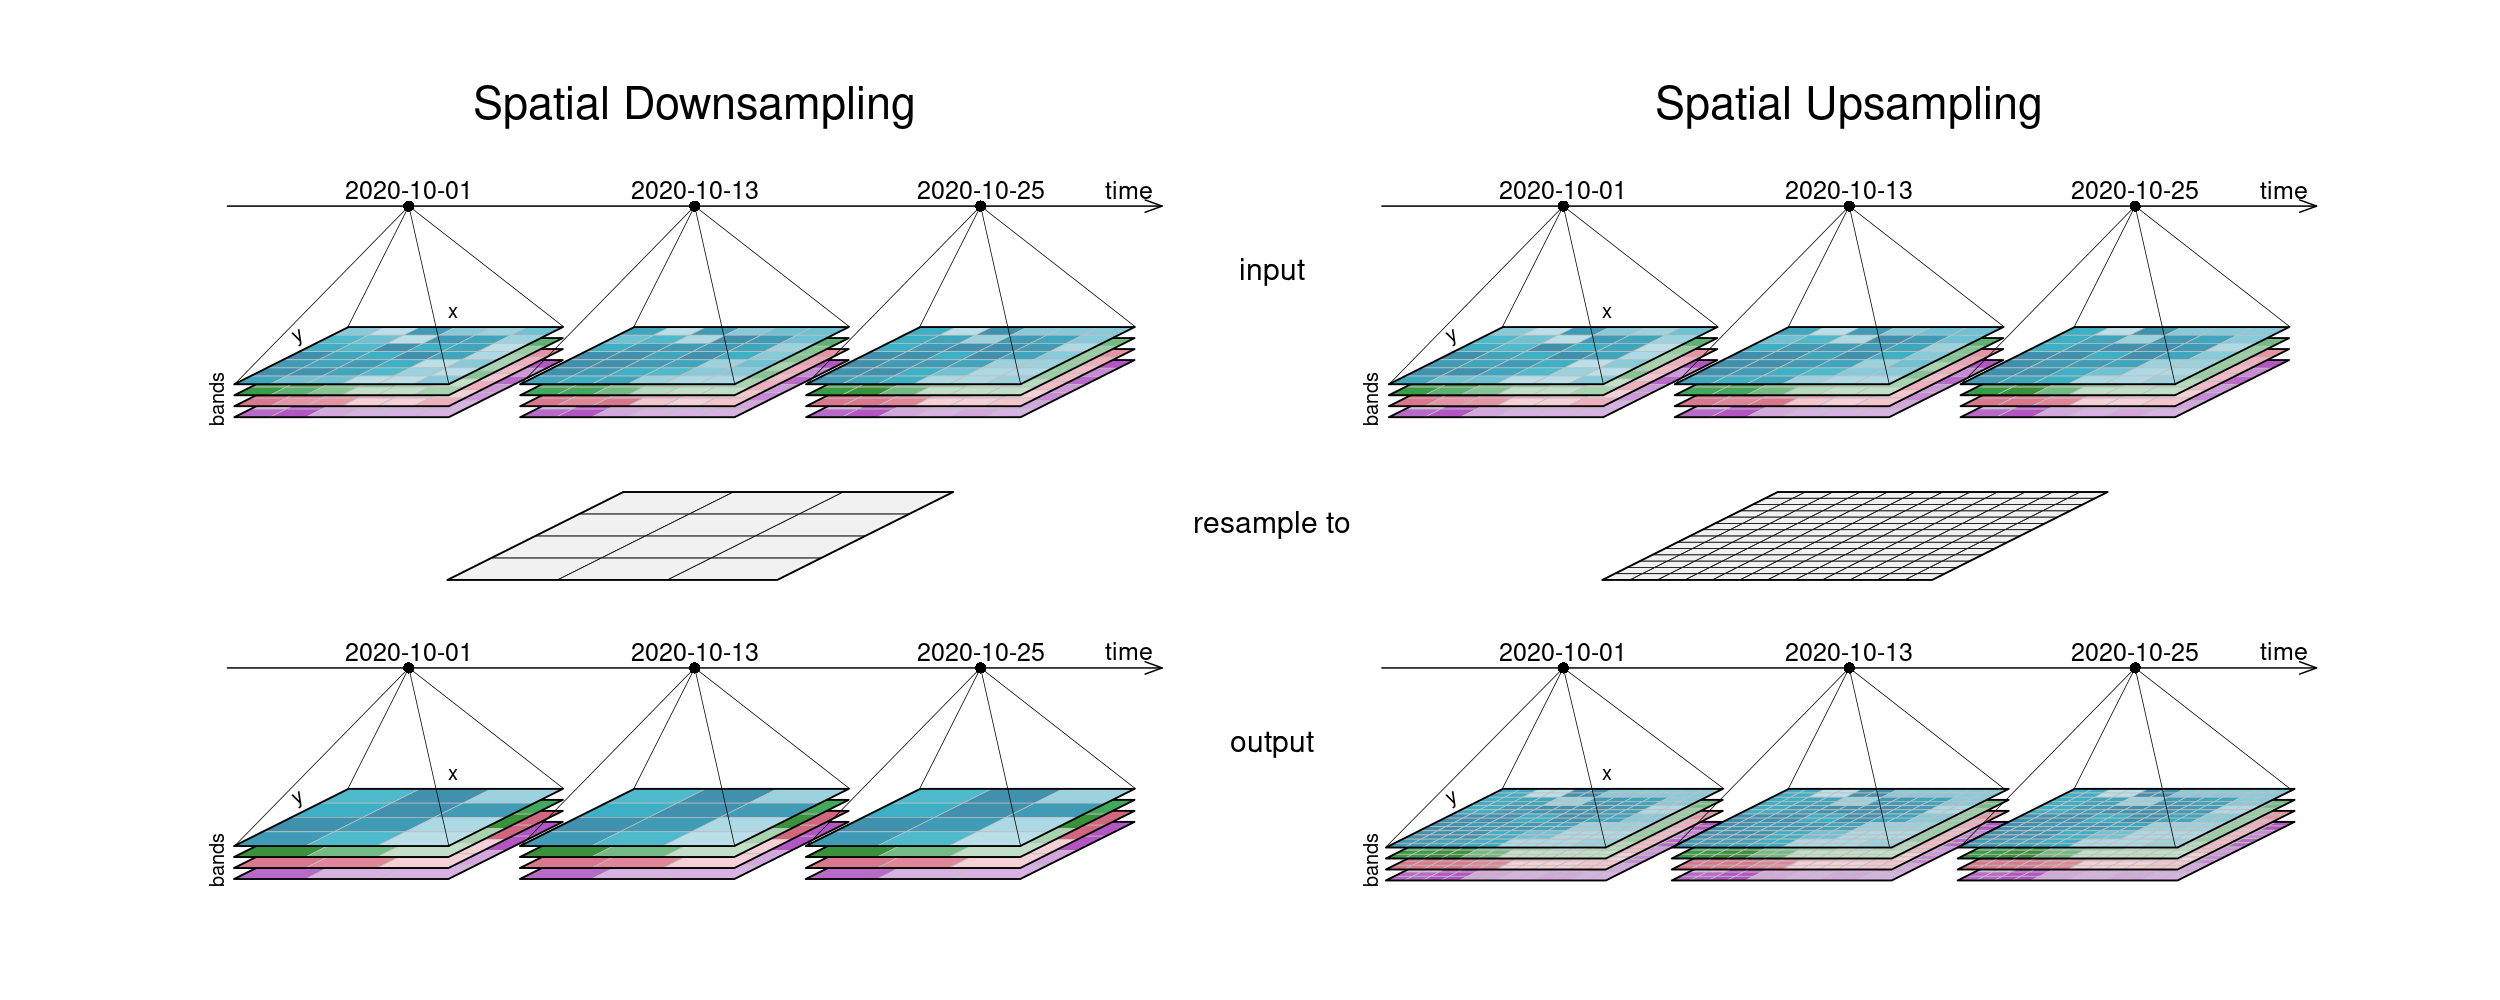 Spatial Downsampling
Spatial Upsampling
2020-10-01 2020-10-13 2020-10-25 time
2020-10-01 2020-10-13 2020-10-25 time
input
x
y
bands
x
y
bands
resample to
2020-10-01 2020-10-13 2020-10-25 time
2020-10-01 2020-10-13 2020-10-25 time
output
x
y
bands
x
y
bands